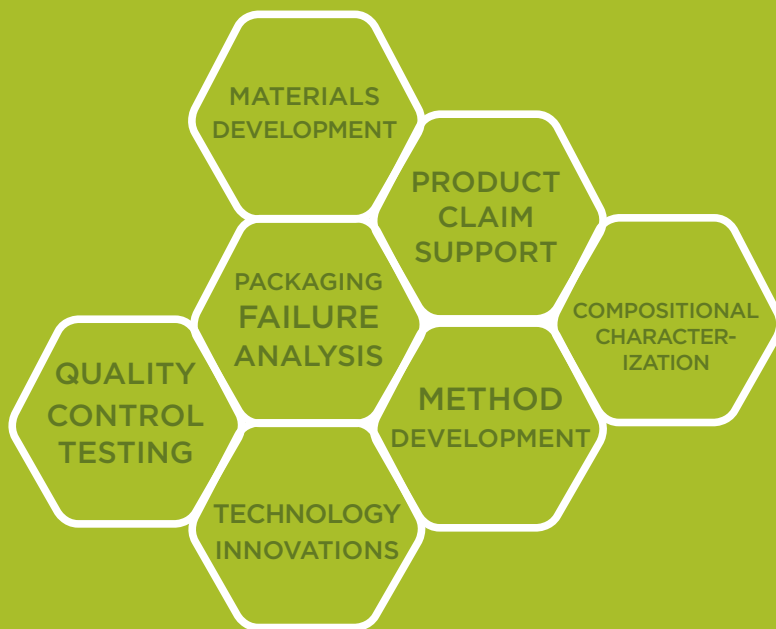 MATERIALS
DEVELOPMENT
PRODUCT
CLAIM
SUPPORT
PACKAGING
FAILURE
ANALYSIS
COMPOSITIONAL
CHARACTER-
IZATION
QUALITY
CONTROL
TESTING
METHOD
DEVELOPMENT
TECHNOLOGY
INNOVATIONS